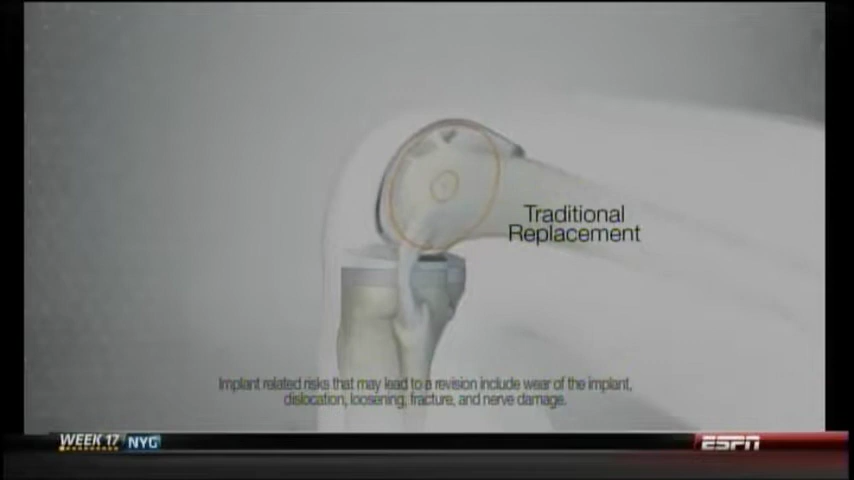 Traditional
Replacement
Implant related risks that may lead to a revision include wear of the implant,
dislocation, loosening, fracture, and nerve damage.
WEEK 17 NYG
ESPN